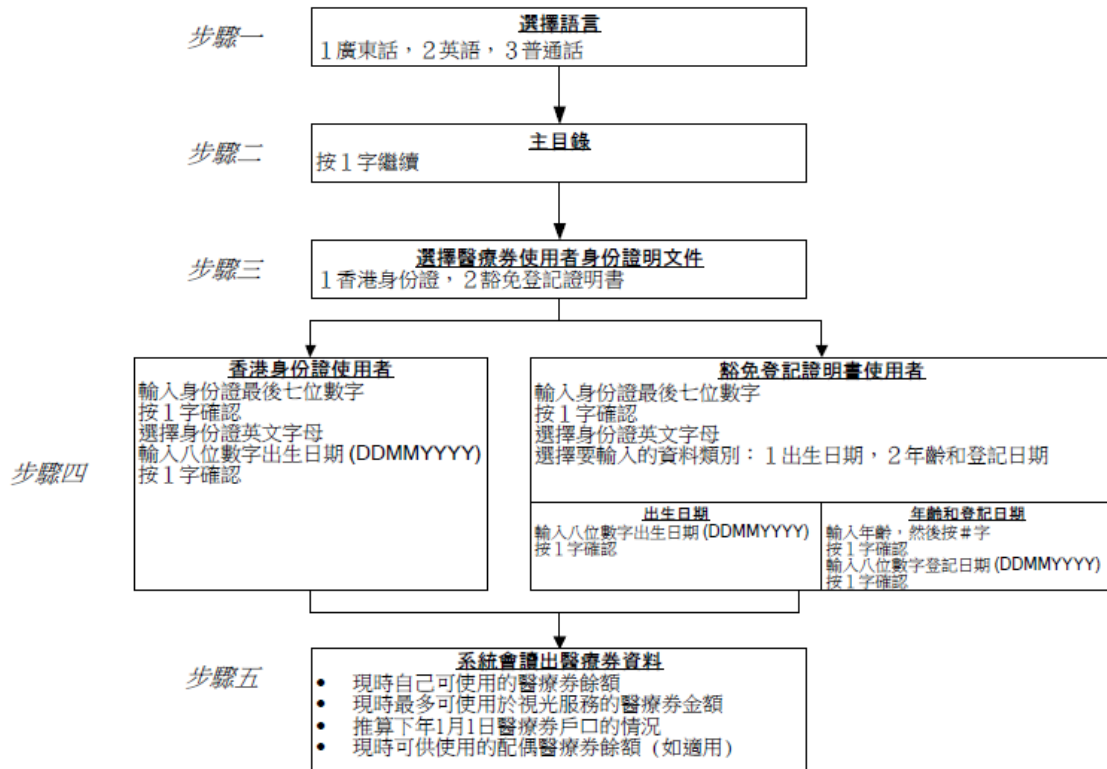 步驟一
選擇語言
1廣東話，2英語，3普通話
步驟二
主目錄
按1字繼續
步驟三
選擇醫療券使用者身份證明文件
1香港身份證，2豁免登記證明書
步驟四
香港身份證使用者
輸入身份證最後七位數字
按1字確認
選擇身份證英文字母
輸入八位數字出生日期(DDMMYYYY)
按1字確認
豁免登記證明書使用者
輸入身份證最後七位數字
按1字確認
選擇身份證英文字母
選擇要輸入的資料類別：1出生日期，2年齡和登記日期
出生日期
輸入八位數字出生日期(DDMMYYYY)
按1字確認
年齡和登記日期
輸入年齡，然後按#字
按1字確認
輸入八位數字登記日期(DDMMYYYY)
按1字確認
步驟五
系統會讀出醫療券資料
• 現時自己可使用的醫療券餘額
• 現時最多可使用於視光服務的醫療券金額
• 推算下年1月1日醫療券戶口的情況
• 現時可供使用的配偶醫療券餘額 (如適用)